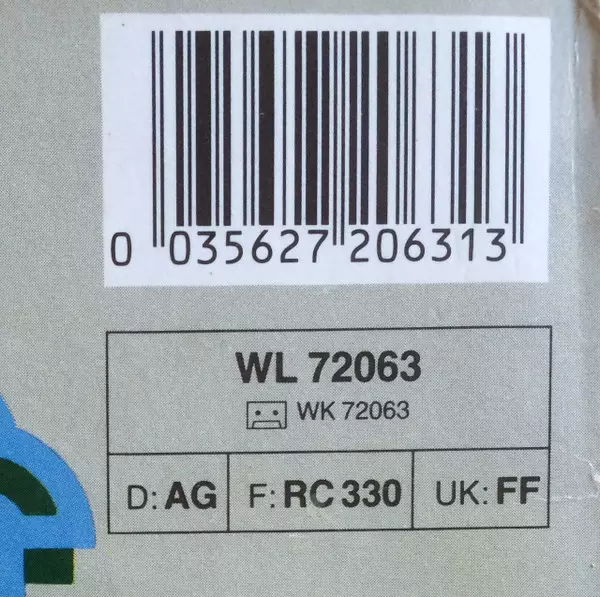 0 035627 206313
WL 72063
WK 72063
D: AG F: RC 330 UK: FF